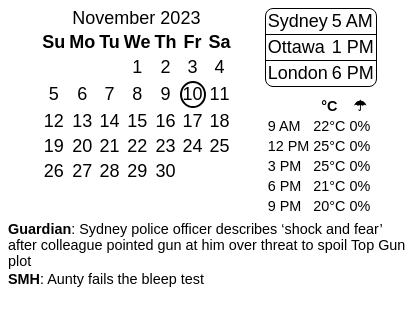 November 2023
Su Mo Tu We Th Fr Sa
1 2 3 4
5 6 7 8 9 10 11
12 13 14 15 16 17 18
19 20 21 22 23 24 25
26 27 28 29 30
Sydney 5 AM
Ottawa 1 PM
London 6 PM
°C ☂
9 AM 22°C 0%
12 PM 25°C 0%
3 PM 25°C 0%
6 PM 21°C 0%
9 PM 20°C 0%
Guardian: Sydney police officer describes ‘shock and fear’
after colleague pointed gun at him over threat to spoil Top Gun
plot
SMH: Aunty fails the bleep test